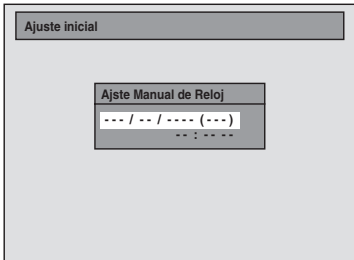 Ajuste inicial
Ajste Manual de Reloj
--- / -- / ---- (---)
-- : -- --